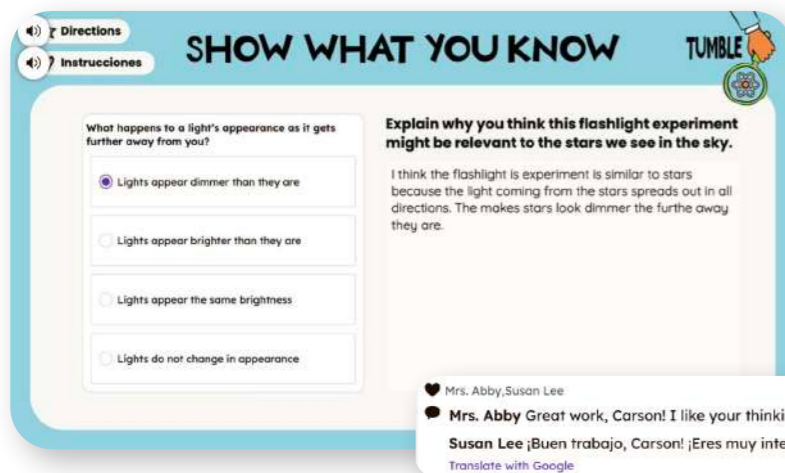 Directions
Instrucciones
SHOW WHAT YOU KNOW
TUMBLE
What happens to a light's appearance as it gets
further away from you?
Lights appear dimmer than they are
Lights appear brighter than they are
Lights appear the same brightness
Lights do not change in appearance
Explain why you think this flashlight experiment
might be relevant to the stars we see in the sky.
I think the flashlight is experiment is similar to stars
because the light coming from the stars spreads out in all
directions. The makes stars look dimmer the furthe away
they are.
Mrs. Abby,Susan Lee
Mrs. Abby Great work, Carson! I like your thinki
Susan Lee ¡Buen trabajo, Carson! ¡Eres muy inte
Translate with Google